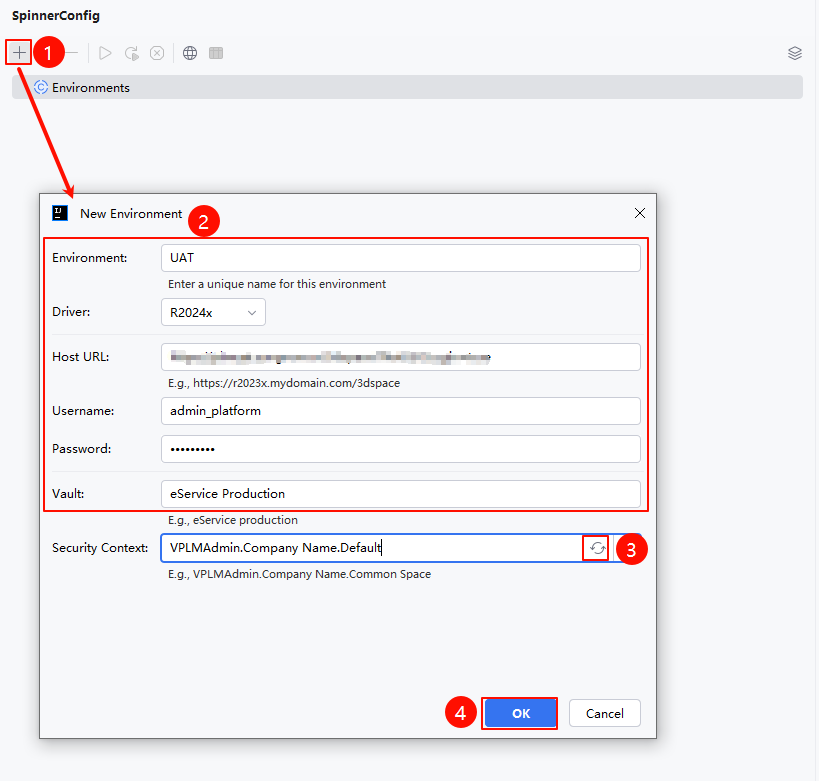 SpinnerConfig
1
Environments
New Environment
2
Environment: UAT
Enter a unique name for this environment
Driver: R2024x
Host URL:
E.g., https://r2023x.mydomain.com/3dspace
Username: admin_platform
Password: •••••••••
Vault: eService Production
E.g., eService production
Security Context: VPLMAdmin.Company Name.Default
3
E.g., VPLMAdmin.Company Name.Common Space
4
OK
Cancel